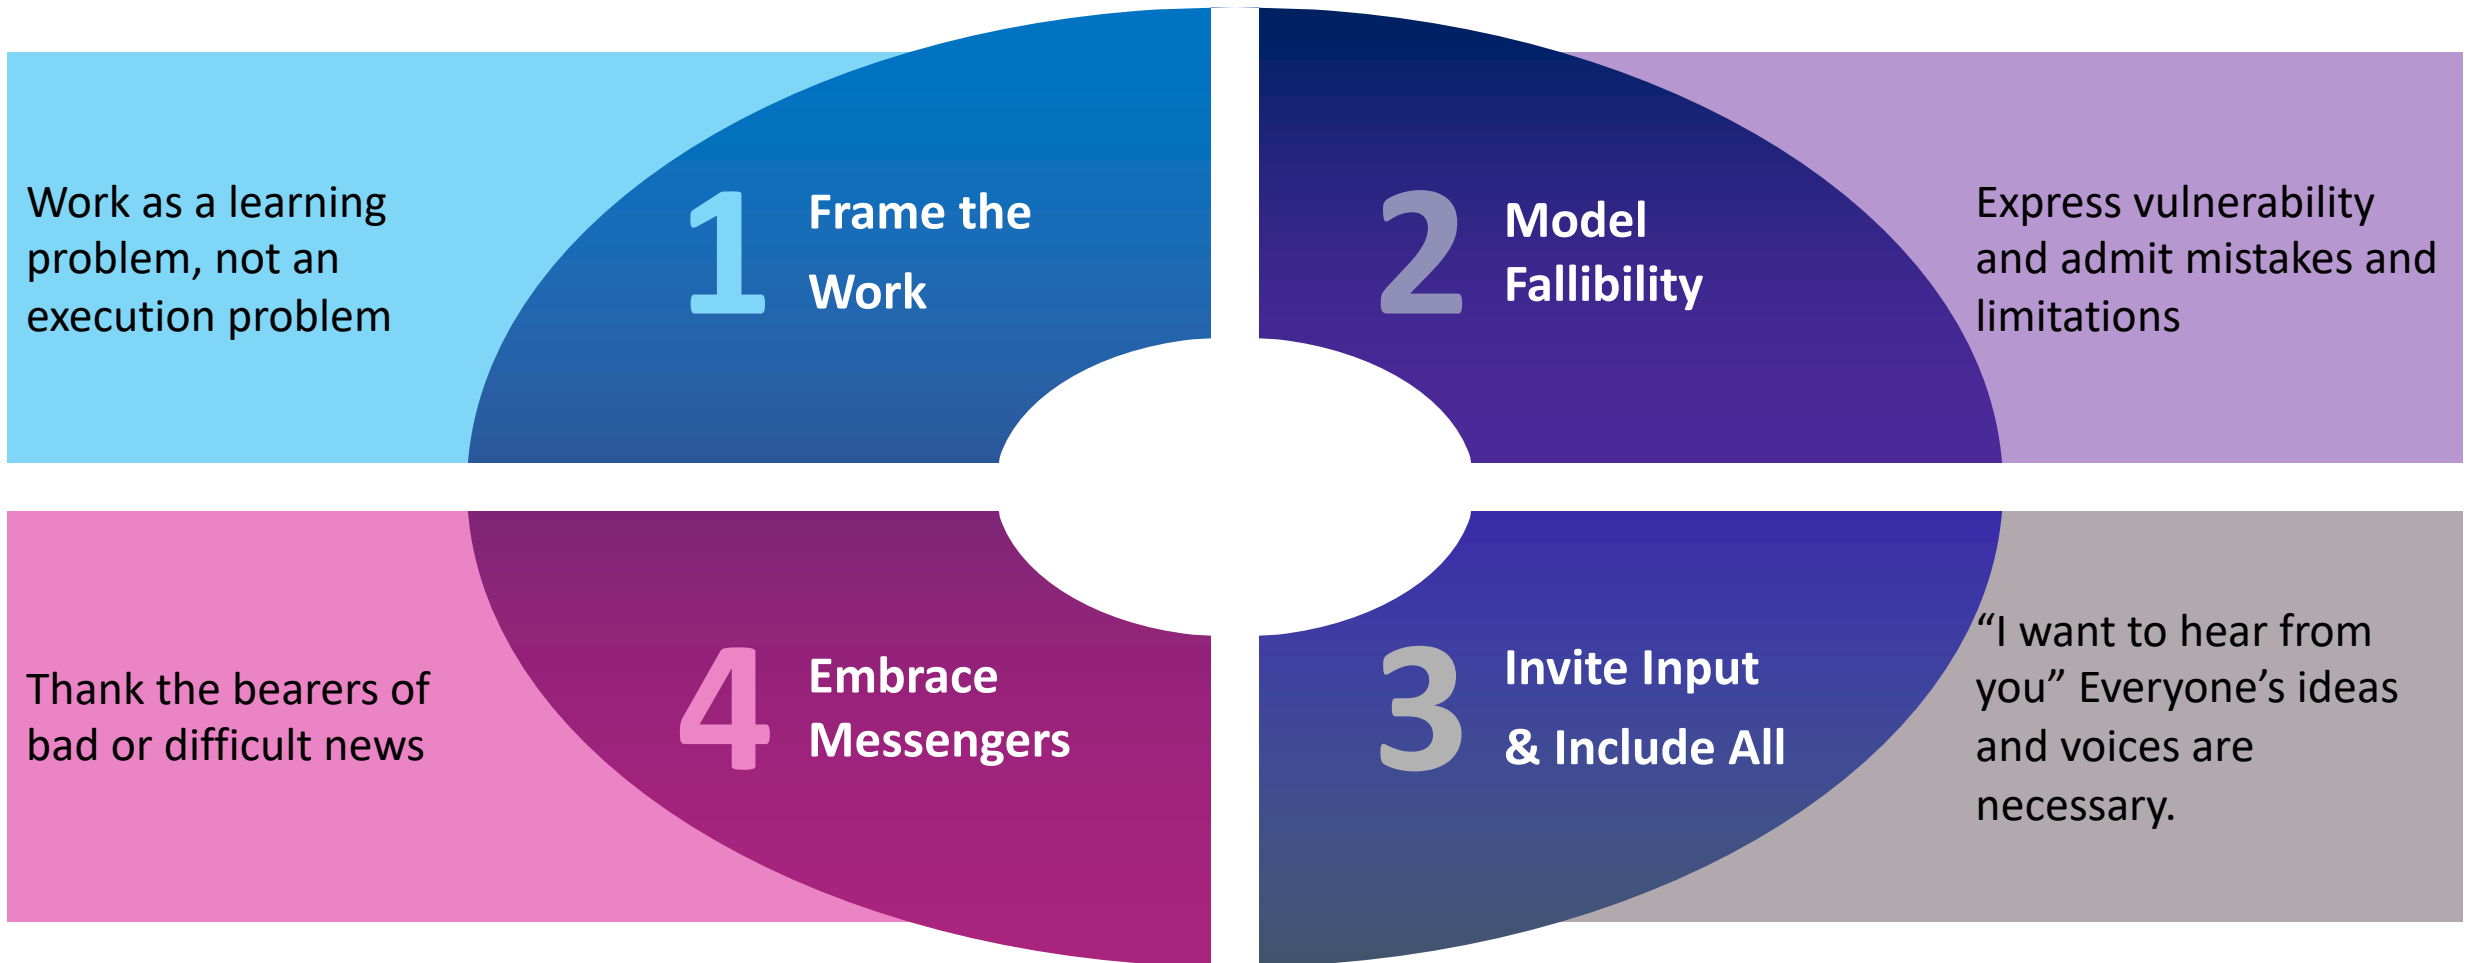 Work as a learning
problem, not an
execution problem
1
Frame the
Work
2
Model
Fallibility
Express vulnerability
and admit mistakes and
limitations
Thank the bearers of
bad or difficult news
4
Embrace
Messengers
3
Invite Input
& Include All
“I want to hear from
you” Everyone’s ideas
and voices are
necessary.